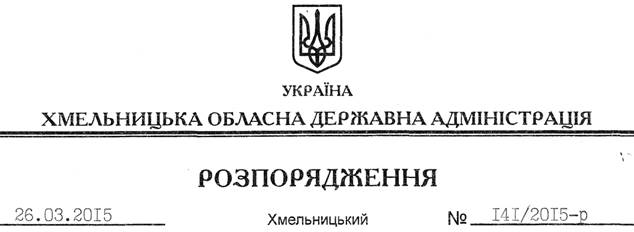 УКРАЇНА
ХМЕЛЬНИЦЬКА ОБЛАСНА ДЕРЖАВНА АДМІНІСТРАЦІЯ
РОЗПОРЯДЖЕННЯ
26.03.2015 Хмельницький № 141/2015-р